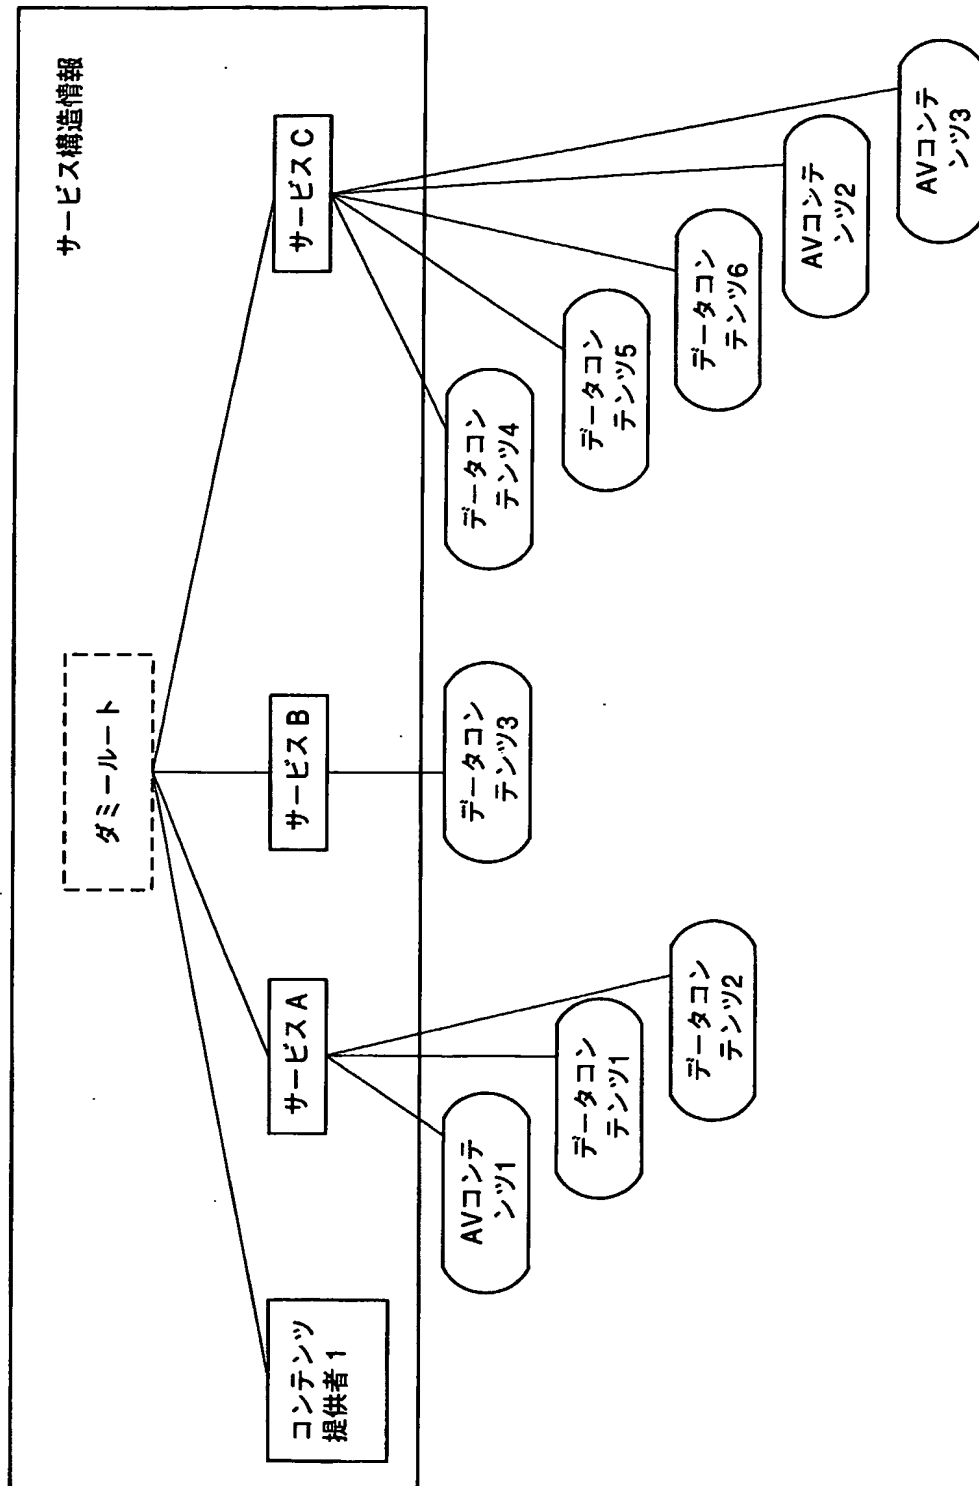 サービス構造情報
ダミールート
コンテンツ
提供者1
サービスA
サービスB
サービスC
AVコンテ
ンツ1
データコン
テンツ1
データコン
テンツ2
データコン
テンツ3
データコン
テンツ4
データコン
テンツ5
データコン
テンツ6
AVコンテ
ンツ2
AVコンテ
ンツ3